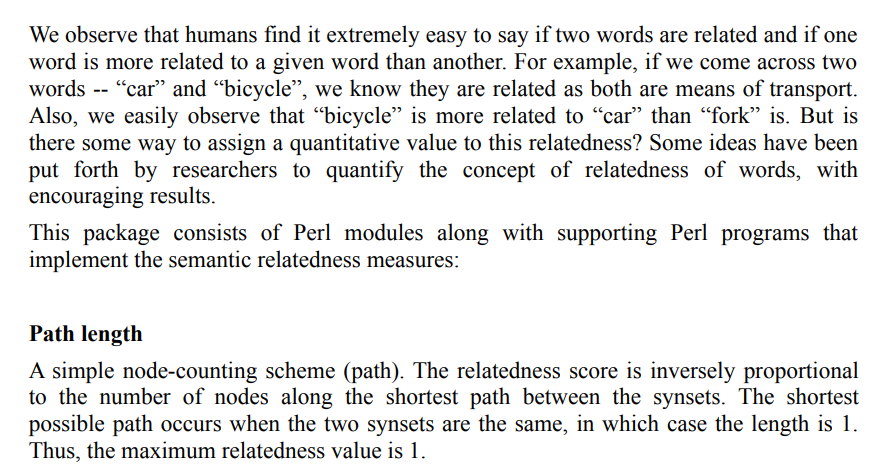 We observe that humans find it extremely easy to say if two words are related and if one
word is more related to a given word than another. For example, if we come across two
words -- “car” and “bicycle”, we know they are related as both are means of transport.
Also, we easily observe that “bicycle” is more related to “car” than “fork” is. But is
there some way to assign a quantitative value to this relatedness? Some ideas have been
put forth by researchers to quantify the concept of relatedness of words, with
encouraging results.
This package consists of Perl modules along with supporting Perl programs that
implement the semantic relatedness measures:
Path length
A simple node-counting scheme (path). The relatedness score is inversely proportional
to the number of nodes along the shortest path between the synsets. The shortest
possible path occurs when the two synsets are the same, in which case the length is 1.
Thus, the maximum relatedness value is 1.